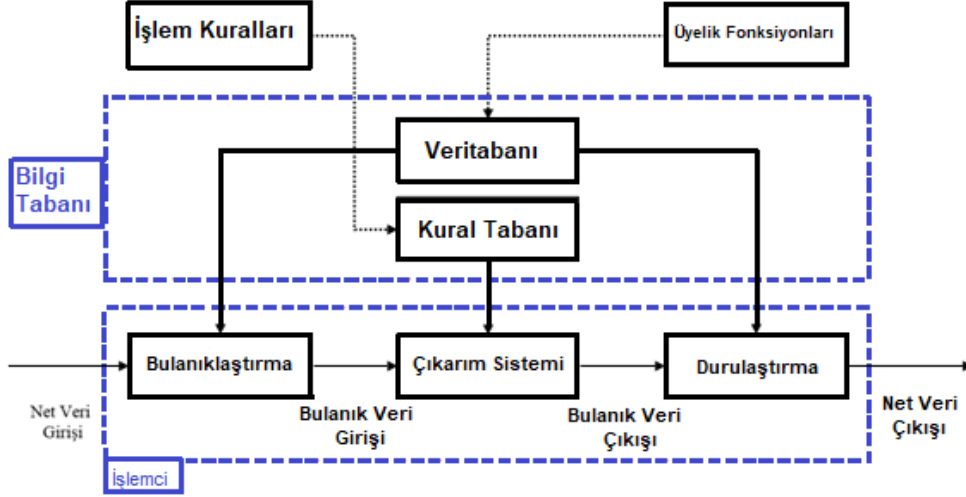 İşlem Kuralları
Üyelik Fonksiyonları
Veritabanı
Bilgi
Tabanı
Kural Tabanı
Bulanıklaştırma
Çıkarım Sistemi
Durulaştırma
Net Veri
Girişi
Bulanık Veri
Girişi
Bulanık Veri
Çıkışı
Net Veri
Çıkışı
İşlemci